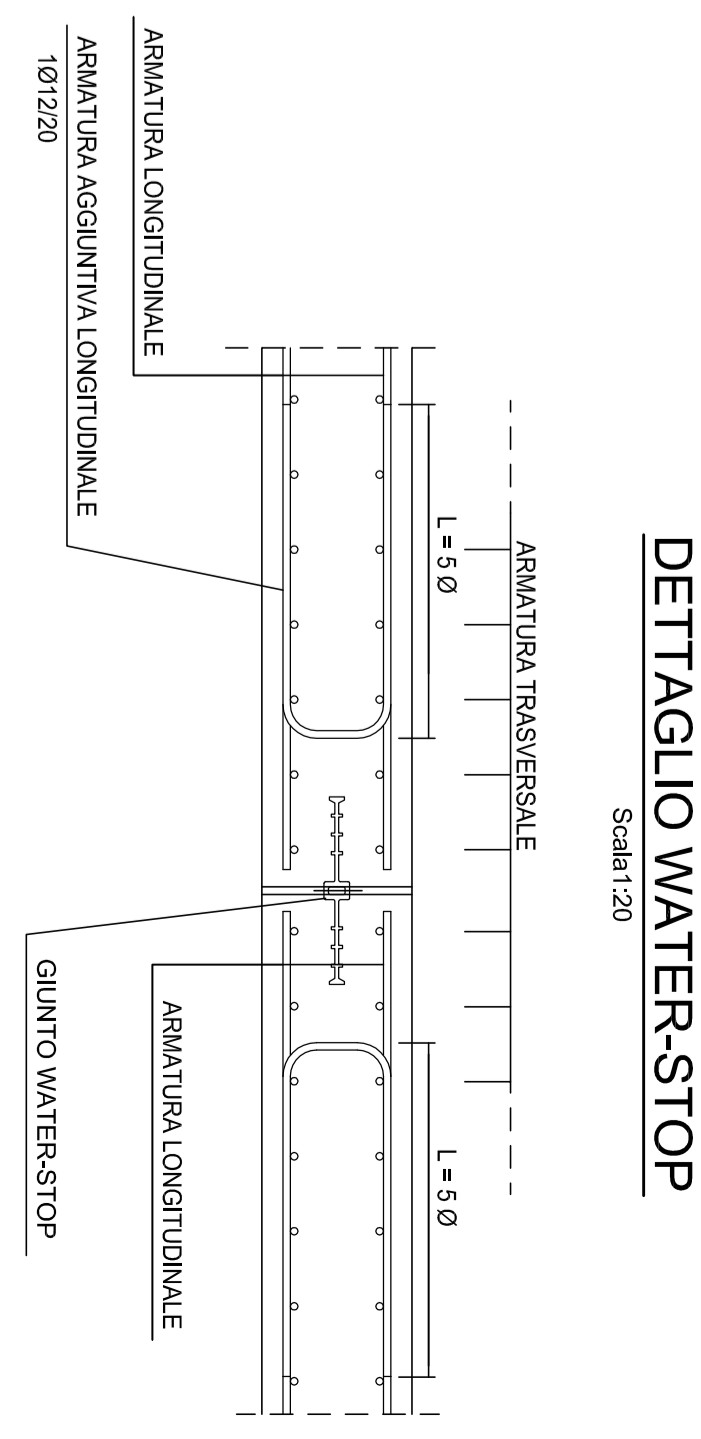 DETTAGLIO WATER-STOP
Scala1:20
ARMATURA TRASVERSALE
L = 5 Ø
L = 5 Ø
ARMATURA LONGITUDINALE
ARMATURA LONGITUDINALE
ARMATURA AGGIUNTIVA LONGITUDINALE
1Ø12/20
GIUNTO WATER-STOP